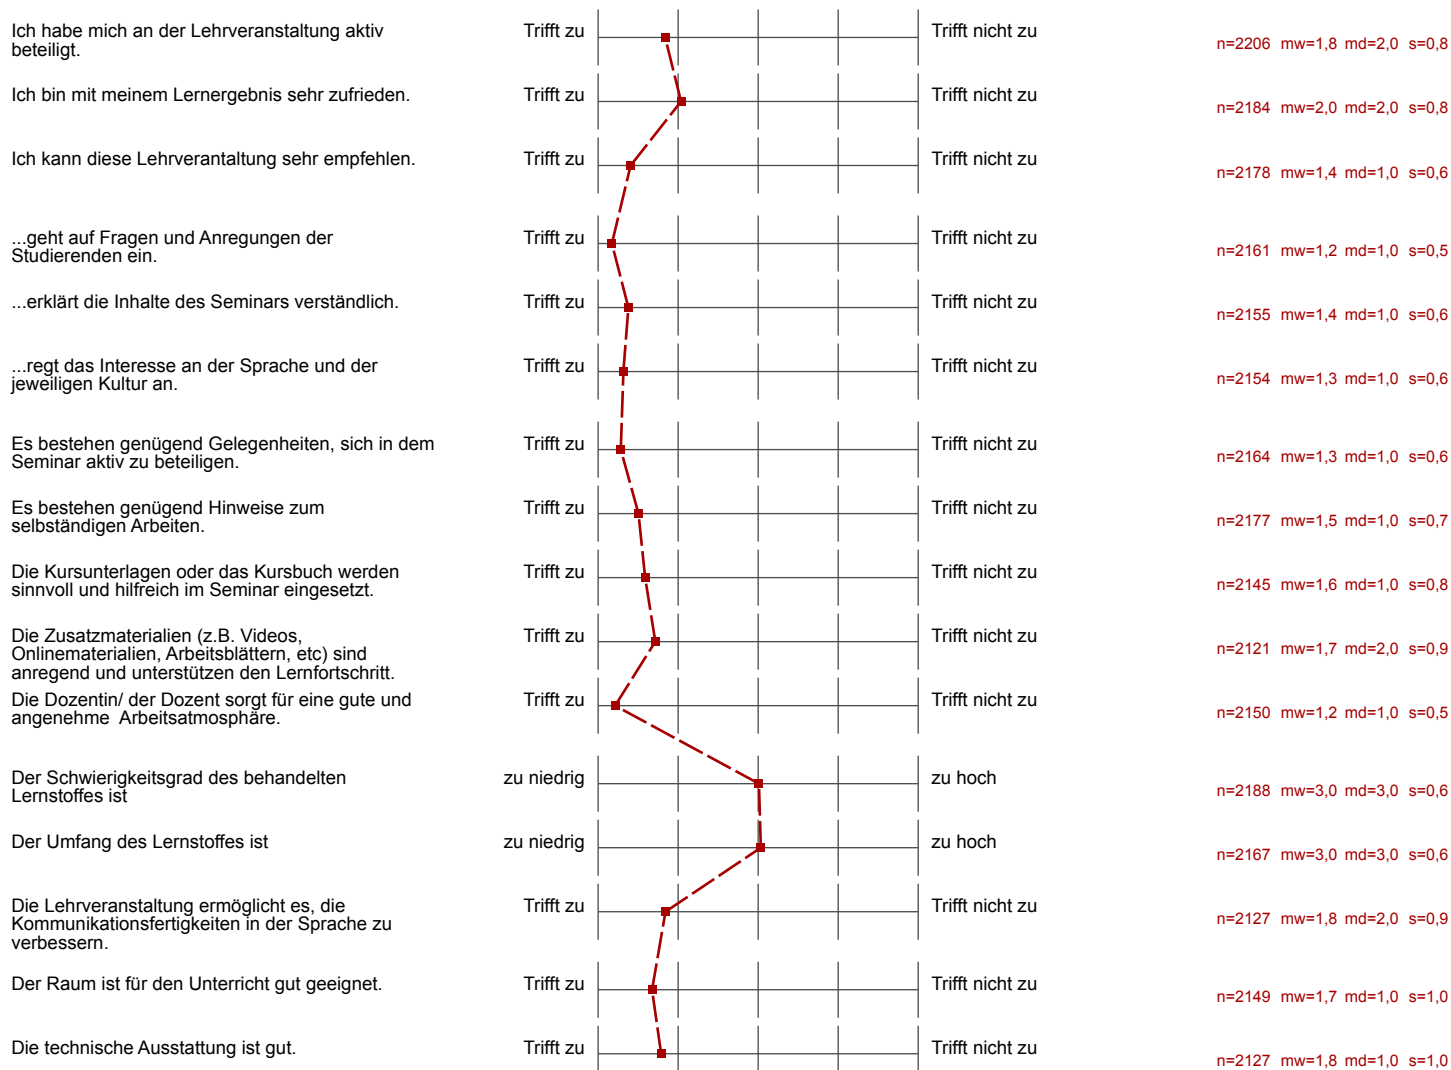 Ich habe mich an der Lehrveranstaltung aktiv
beteiligt.
Trifft zu
Trifft nicht zu
n=2206 mw=1,8 md=2,0 s=0,8
Ich bin mit meinem Lernergebnis sehr zufrieden.
Trifft zu
Trifft nicht zu
n=2184 mw=2,0 md=2,0 s=0,8
Ich kann diese Lehrverantaltung sehr empfehlen.
Trifft zu
Trifft nicht zu
n=2178 mw=1,4 md=1,0 s=0,6
...geht auf Fragen und Anregungen der
Studierenden ein.
Trifft zu
Trifft nicht zu
n=2161 mw=1,2 md=1,0 s=0,5
...erklärt die Inhalte des Seminars verständlich.
Trifft zu
Trifft nicht zu
n=2155 mw=1,4 md=1,0 s=0,6
...regt das Interesse an der Sprache und der
jeweiligen Kultur an.
Trifft zu
Trifft nicht zu
n=2154 mw=1,3 md=1,0 s=0,6
Es bestehen genügend Gelegenheiten, sich in dem
Seminar aktiv zu beteiligen.
Trifft zu
Trifft nicht zu
n=2164 mw=1,3 md=1,0 s=0,6
Es bestehen genügend Hinweise zum
selbständigen Arbeiten.
Trifft zu
Trifft nicht zu
n=2177 mw=1,5 md=1,0 s=0,7
Die Kursunterlagen oder das Kursbuch werden
sinnvoll und hilfreich im Seminar eingesetzt.
Trifft zu
Trifft nicht zu
n=2145 mw=1,6 md=1,0 s=0,8
Die Zusatzmaterialien (z.B. Videos,
Onlinematerialien, Arbeitsblättern, etc) sind
anregend und unterstützen den Lernfortschritt.
Trifft zu
Trifft nicht zu
n=2121 mw=1,7 md=2,0 s=0,9
Die Dozentin/ der Dozent sorgt für eine gute und
angenehme Arbeitsatmosphäre.
Trifft zu
Trifft nicht zu
n=2150 mw=1,2 md=1,0 s=0,5
Der Schwierigkeitsgrad des behandelten
Lernstoffes ist
zu niedrig
zu hoch
n=2188 mw=3,0 md=3,0 s=0,6
Der Umfang des Lernstoffes ist
zu niedrig
zu hoch
n=2167 mw=3,0 md=3,0 s=0,6
Die Lehrveranstaltung ermöglicht es, die
Kommunikationsfertigkeiten in der Sprache zu
verbessern.
Trifft zu
Trifft nicht zu
n=2127 mw=1,8 md=2,0 s=0,9
Der Raum ist für den Unterricht gut geeignet.
Trifft zu
Trifft nicht zu
n=2149 mw=1,7 md=1,0 s=1,0
Die technische Ausstattung ist gut.
Trifft zu
Trifft nicht zu
n=2127 mw=1,8 md=1,0 s=1,0